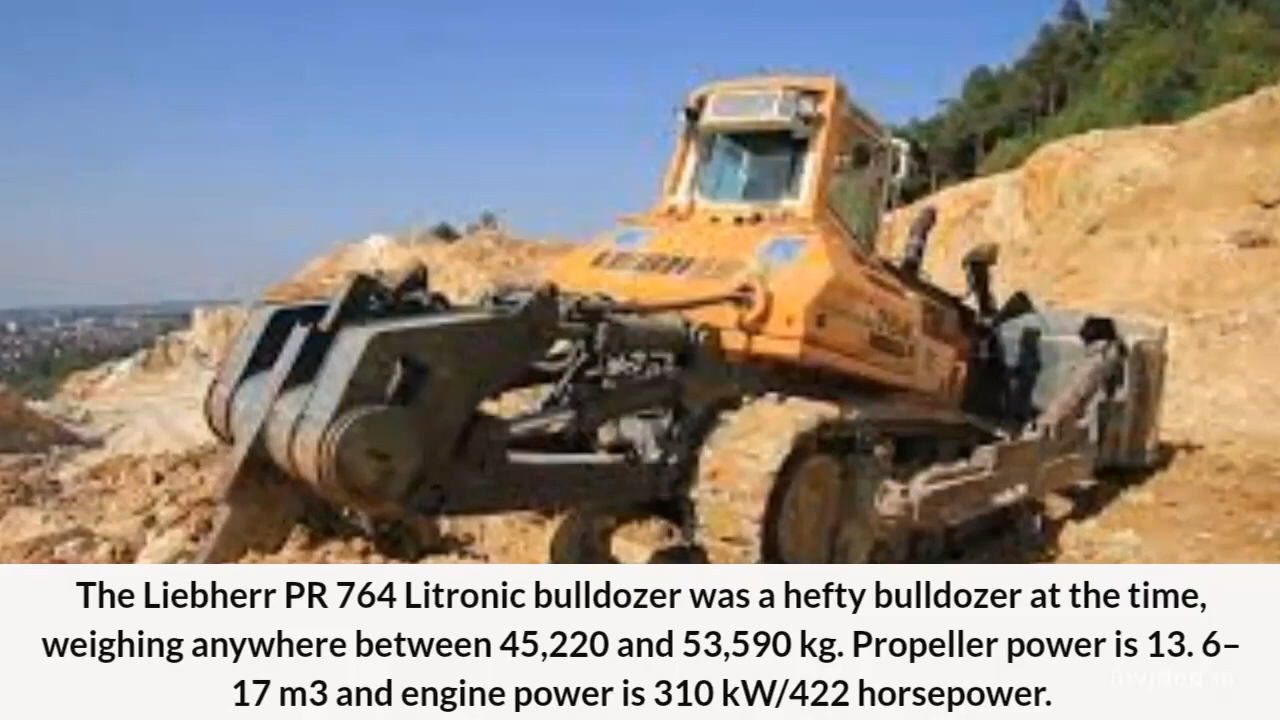 The Liebherr PR 764 Litronic bulldozer was a hefty bulldozer at the time,
weighing anywhere between 45,220 and 53,590 kg. Propeller power is 13. 6–
17 m3 and engine power is 310 kW/422 horsepower.